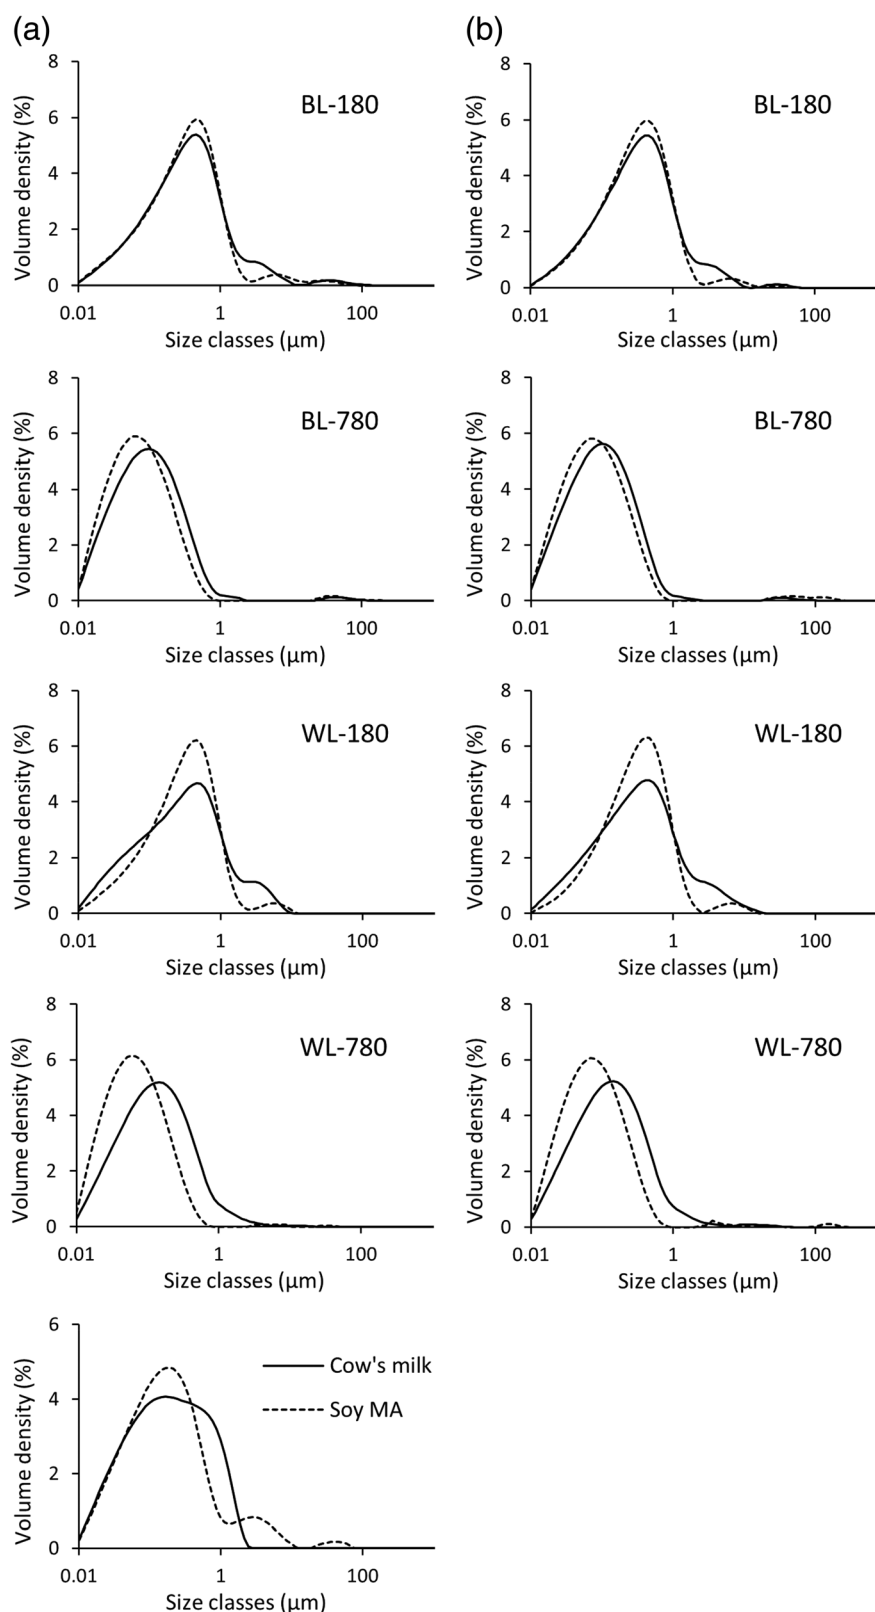 (a)
(b)
8
6
4
2
0
Volume density (%)
BL-180
0.01
1
100
Size classes (µm)
8
6
4
2
0
Volume density (%)
BL-180
0.01
1
100
Size classes (µm)
8
6
4
2
0
Volume density (%)
BL-780
0.01
1
100
Size classes (µm)
8
6
4
2
0
Volume density (%)
BL-780
0.01
1
100
Size classes (µm)
8
6
4
2
0
Volume density (%)
WL-180
0.01
1
100
Size classes (µm)
8
6
4
2
0
Volume density (%)
WL-180
0.01
1
100
Size classes (µm)
8
6
4
2
0
Volume density (%)
WL-780
0.01
1
100
Size classes (µm)
8
6
4
2
0
Volume density (%)
WL-780
0.01
1
100
Size classes (µm)
6
4
2
0
Volume density (%)
Cow's milk
Soy MA
0.01
1
100
Size classes (µm)